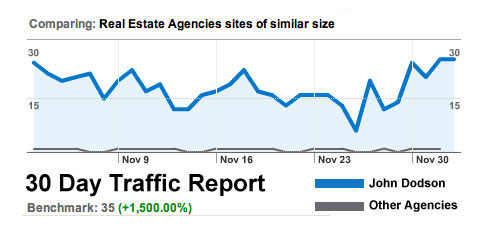 Comparing: Real Estate Agencies sites of similar size
30 30
15 15
Nov 9 Nov 16 Nov 23 Nov 30
30 Day Traffic Report
John Dodson
Benchmark: 35 (+1,500.00%)
Other Agencies